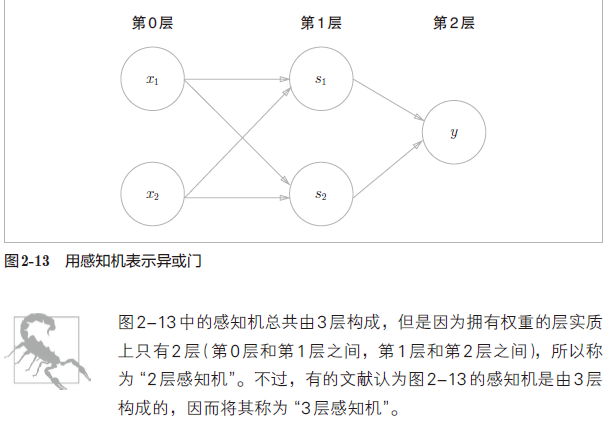 第0层 第1层 第2层
x₁ s₁
y
x₂ s₂
图2-13 用感知机表示异或门
图2-13中的感知机总共由3层构成，但是因为拥有权重的层实质
上只有2层（第0层和第1层之间，第1层和第2层之间），所以称
为“2层感知机”。不过，有的文献认为图2-13的感知机是由3层
构成的，因而将其称为“3层感知机”。